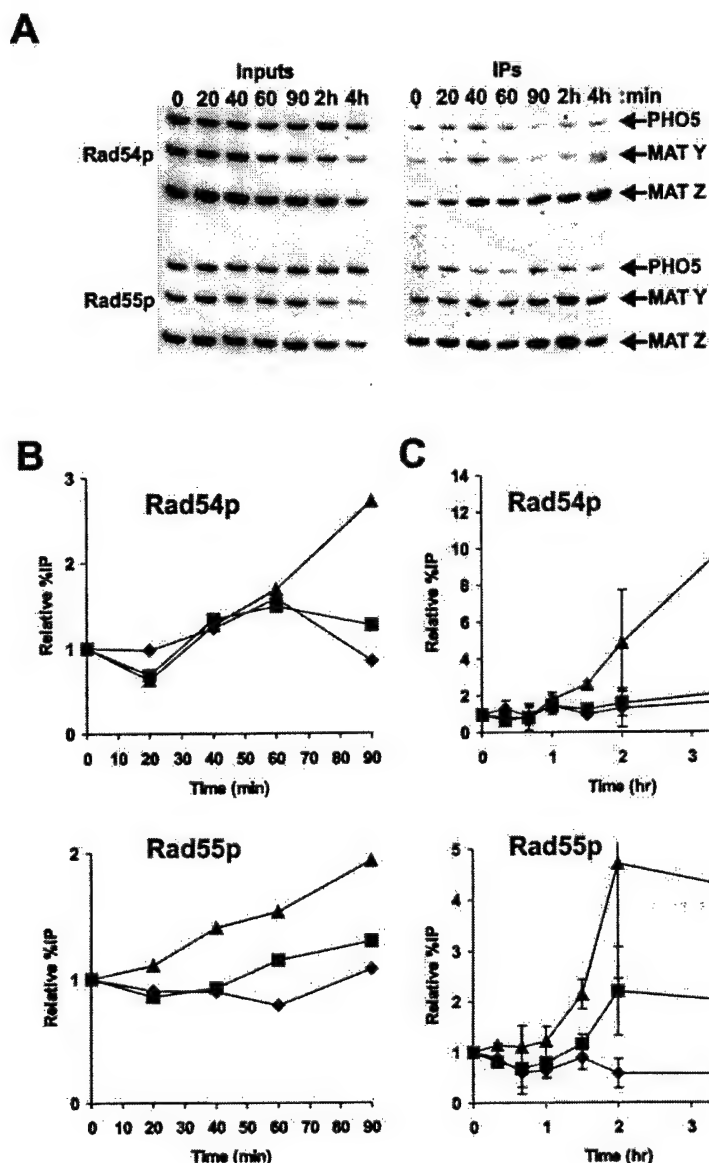 A
Inputs
IPs
0 20 40 60 90 2h 4h
0 20 40 60 90 2h 4h :min
PHO5
Rad54p
MAT Y
MAT Z
PHO5
Rad55p
MAT Y
MAT Z
B
C
3
2
1
0
Relative %IP
Rad54p
0 10 20 30 40 50 60 70 80 90
Time (min)
14
12
10
8
6
4
2
0
Relative %IP
Rad54p
0 1 2 3
Time (hr)
2
1
0
Relative %IP
Rad55p
0 10 20 30 40 50 60 70 80 90
Time (min)
5
4
3
2
1
0
Relative %IP
Rad55p
0 1 2 3
Time (hr)